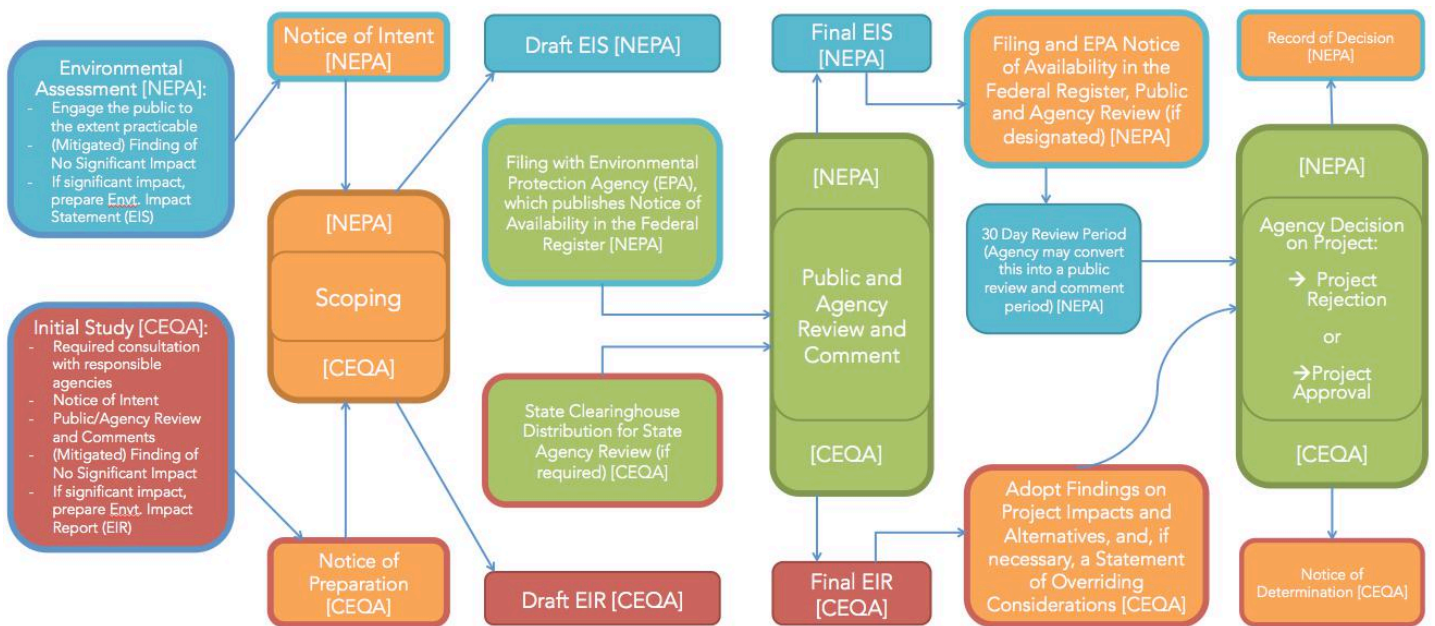 Environmental
Assessment [NEPA]:
- Engage the public to
the extent practicable
- (Mitigated) Finding of
No Significant Impact
- If significant impact,
prepare Envt. Impact
Statement (EIS)
Initial Study [CEQA]:
- Required consultation
with responsible
agencies
- Notice of Intent
- Public/Agency Review
and Comments
- (Mitigated) Finding of
No Significant Impact
- If significant impact,
prepare Envt. Impact
Report (EIR)
Notice of Intent
[NEPA]
[NEPA]
Scoping
[CEQA]
Notice of
Preparation
[CEQA]
Draft EIS [NEPA]
Filing with Environmental
Protection Agency (EPA),
which publishes Notice of
Availability in the Federal
Register [NEPA]
State Clearinghouse
Distribution for State
Agency Review (if
required) [CEQA]
Draft EIR [CEQA]
Final EIS
[NEPA]
[NEPA]
Public and
Agency
Review and
Comment
[CEQA]
Final EIR
[CEQA]
Filing and EPA Notice
of Availability in the
Federal Register, Public
and Agency Review (if
designated) [NEPA]
30 Day Review Period
(Agency may convert
this into a public
review and comment
period) [NEPA]
Adopt Findings on
Project Impacts and
Alternatives, and, if
necessary, a Statement
of Overriding
Considerations [CEQA]
Record of Decision
[NEPA]
[NEPA]
Agency Decision
on Project:
→ Project
Rejection
or
→Project
Approval
[CEQA]
Notice of
Determination [CEQA]